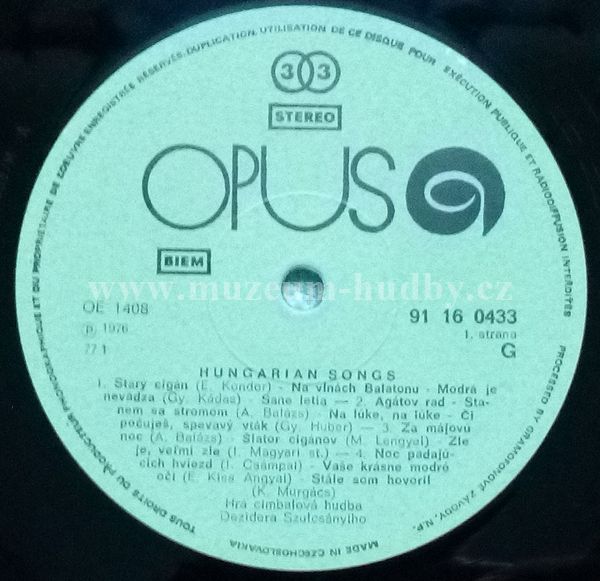 TOUS DROITS DU PRODUCTEUR PHONOGRAPHIQUE ET DU PROPRIETAIRE DE L'OEUVRE ENREGISTRÉE RÉSERVÉS-DUPLICATION, UTILISATION DE CE DISQUE POUR EXÉCUTION PUBLIQUE ET RADIODIFFUSION INTERDITES
33
STEREO
OPUS
BIEM
www.muzeum-hudby.cz
OE 1408
91 16 0433
p. 1976
1. strana
77 1
G
HUNGARIAN SONGS
1. Starý cigán (E. Kondor) - Na vlnách Balatonu - Modrá je
nevädza (Gy. Kádas) - Sane letia — 2. Agátov rad - Sta-
nem sa stromom (A. Balázs) - Na lúke, na lúke - Či
počuješ, spevavý vták (Gy. Huber) — 3. Za májovú
noc (A. Balázs) - Šiator cigánov (M. Lengyel) - Zle
je, veľmi zle (I. Magyari st.) — 4. Noc padajú-
cich hviezd (I. Csámpai) - Vaše krásne modré
oči (E. Kiss Angyal) - Stále som hovoril
(K. Murgács)
Hrá cimbalová hudba
Dezidera Szulcsányiho
PROCESSED BY GRAMOFONOVÉ ZÁVODY, N.P.
MADE IN CZECHOSLOVAKIA